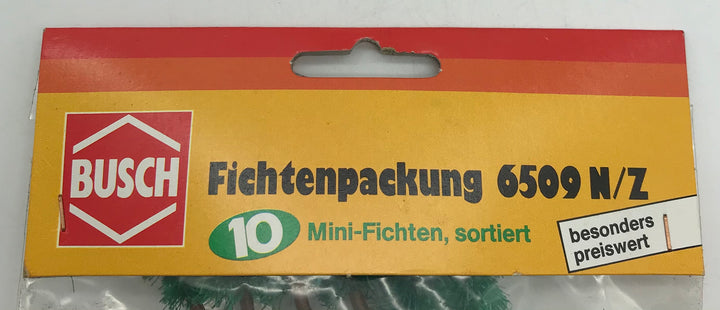 BUSCH
Fichtenpackung 6509 N/Z
10 Mini-Fichten, sortiert
besonders
preiswert